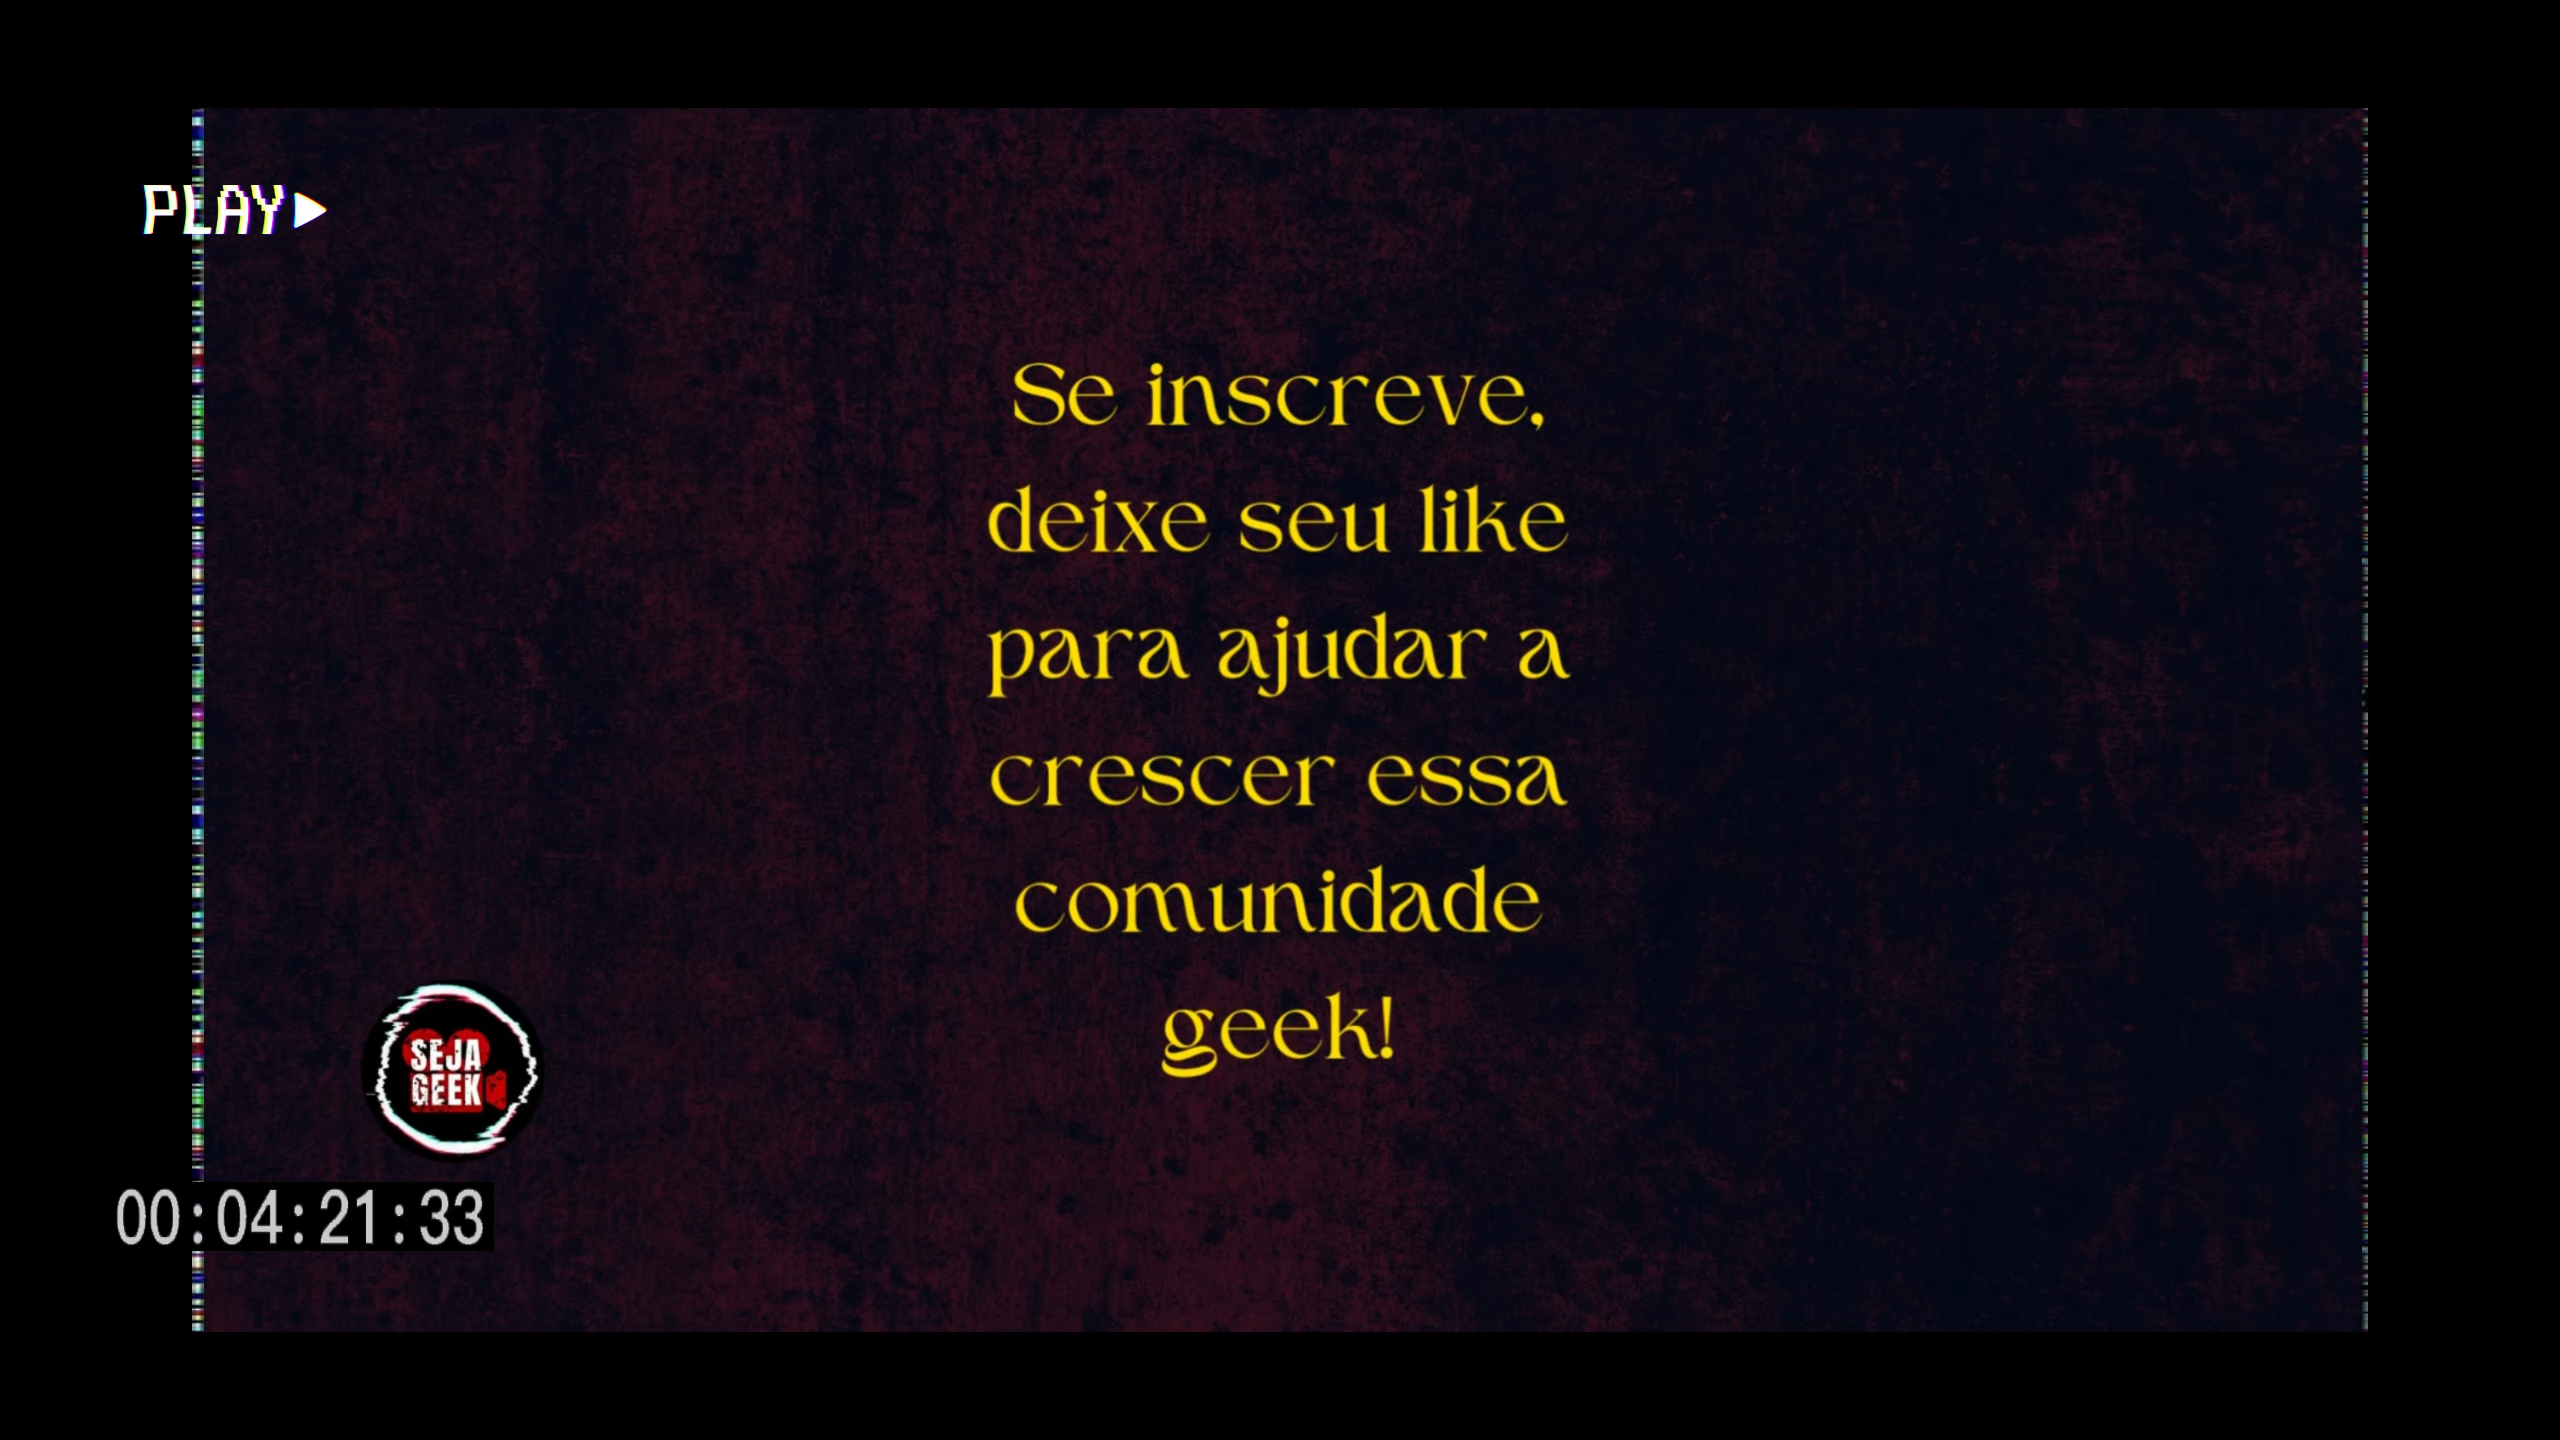 PLAY
Se inscreve,
deixe seu like
para ajudar a
crescer essa
comunidade
geek!
SEJA
GEEK
00:04:21:33